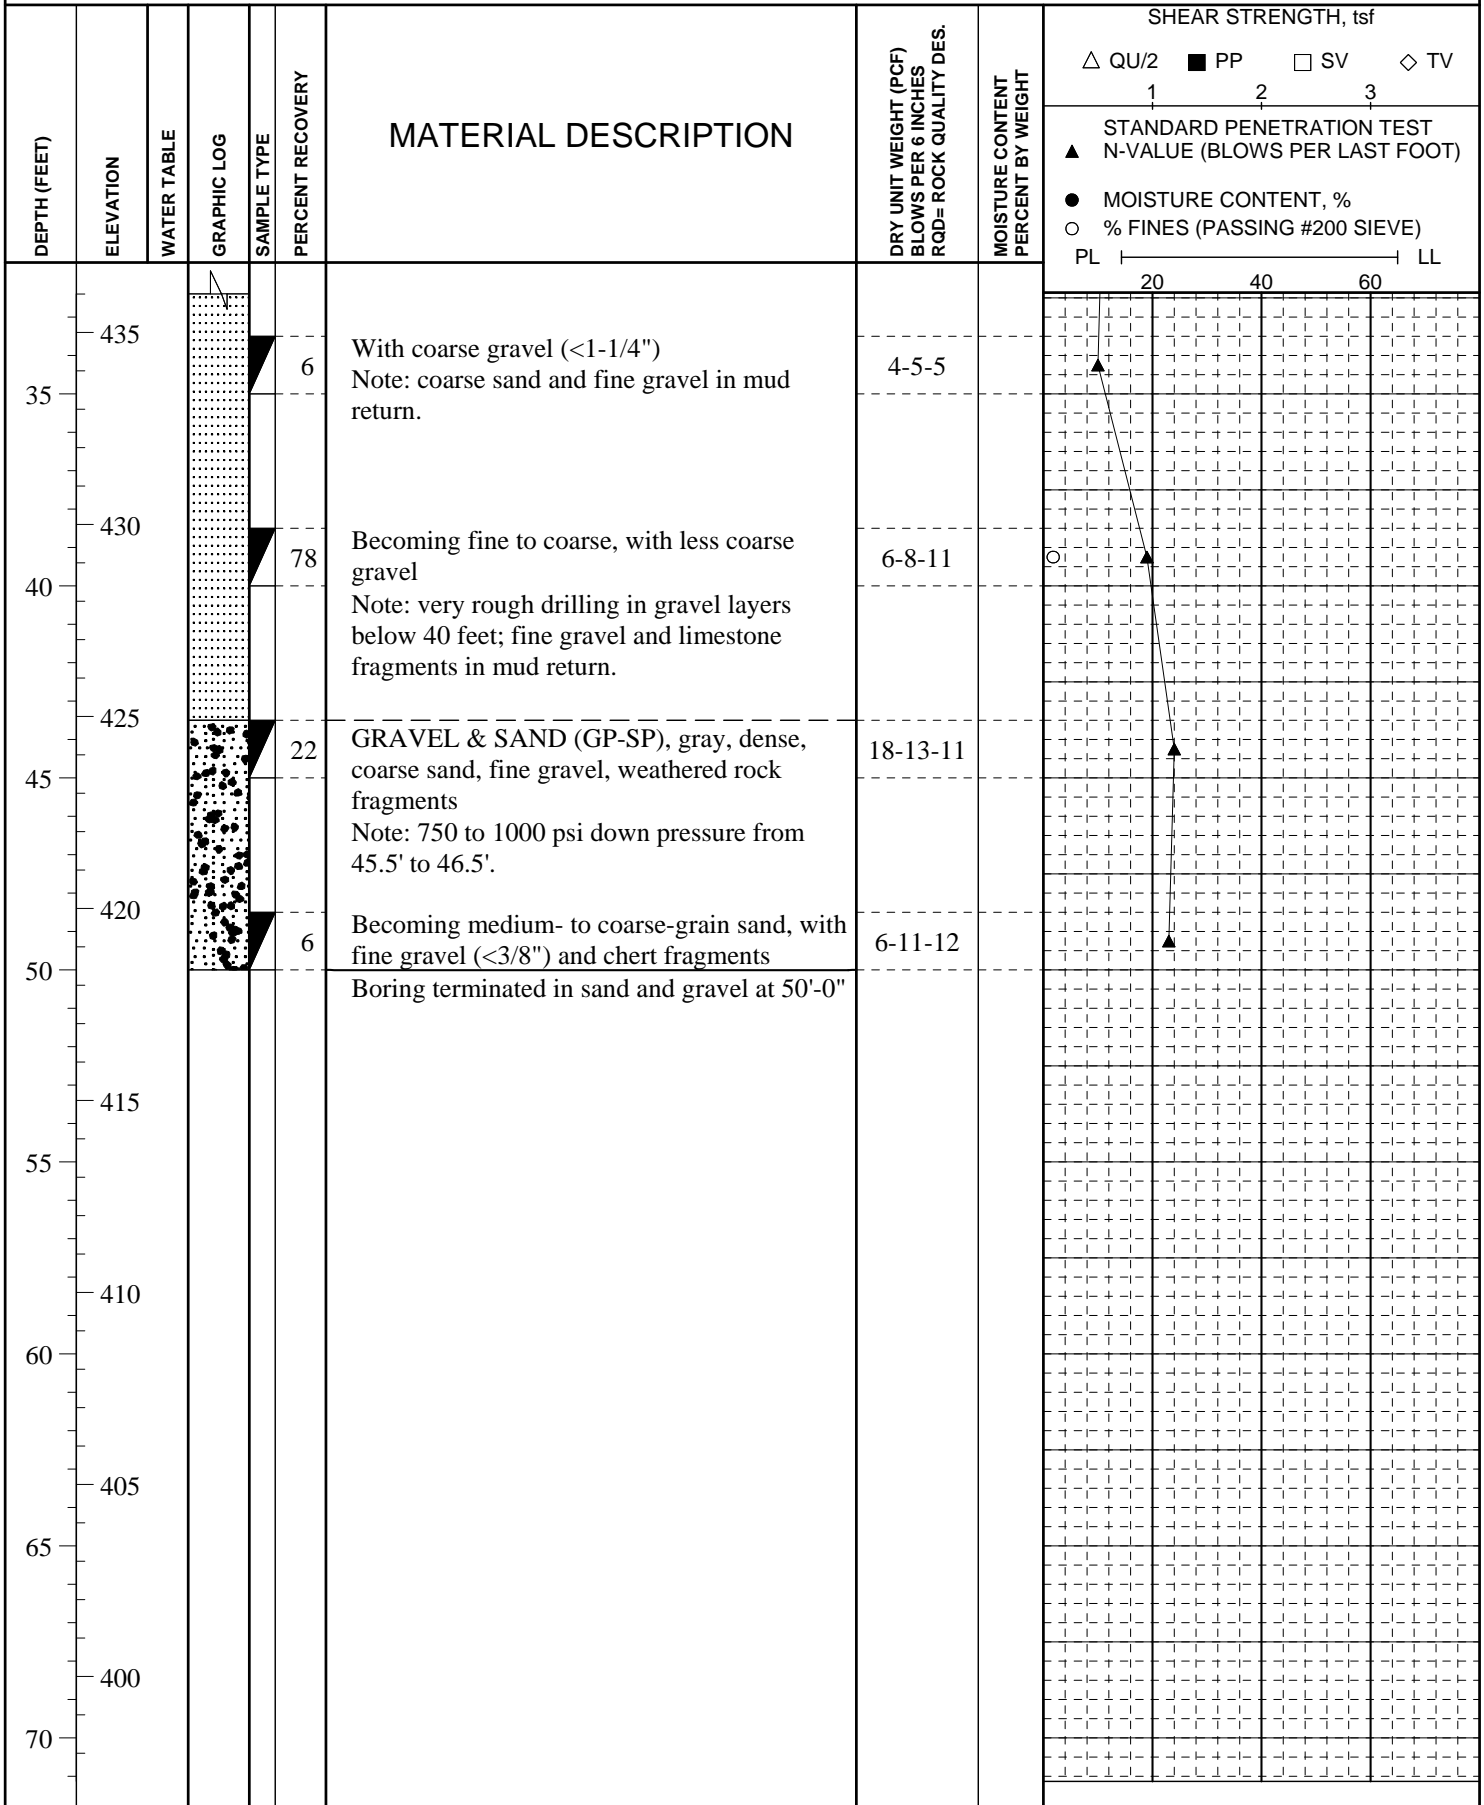 SHEAR STRENGTH, tsf
QU/2 PP SV TV
1 2 3
STANDARD PENETRATION TEST
N-VALUE (BLOWS PER LAST FOOT)
MOISTURE CONTENT, %
% FINES (PASSING #200 SIEVE)
PL LL
20 40 60
DEPTH (FEET)
ELEVATION
WATER TABLE
GRAPHIC LOG
SAMPLE TYPE
PERCENT RECOVERY
MATERIAL DESCRIPTION
DRY UNIT WEIGHT (PCF)
BLOWS PER 6 INCHES
RQD= ROCK QUALITY DES.
MOISTURE CONTENT
PERCENT BY WEIGHT
435
6
With coarse gravel (<1-1/4")
Note: coarse sand and fine gravel in mud
return.
4-5-5
35
430
78
Becoming fine to coarse, with less coarse
gravel
Note: very rough drilling in gravel layers
below 40 feet; fine gravel and limestone
fragments in mud return.
6-8-11
40
425
22
GRAVEL & SAND (GP-SP), gray, dense,
coarse sand, fine gravel, weathered rock
fragments
Note: 750 to 1000 psi down pressure from
45.5' to 46.5'.
18-13-11
45
420
6
Becoming medium- to coarse-grain sand, with
fine gravel (<3/8") and chert fragments
6-11-12
50
Boring terminated in sand and gravel at 50'-0"
415
55
410
60
405
65
400
70